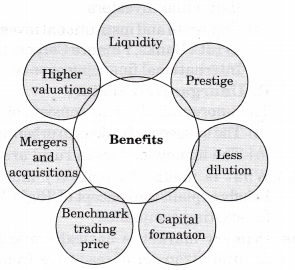 Liquidity
Higher
valuations
Prestige
Benefits
Mergers
and
acquisitions
Less
dilution
Benchmark
trading
price
Capital
formation